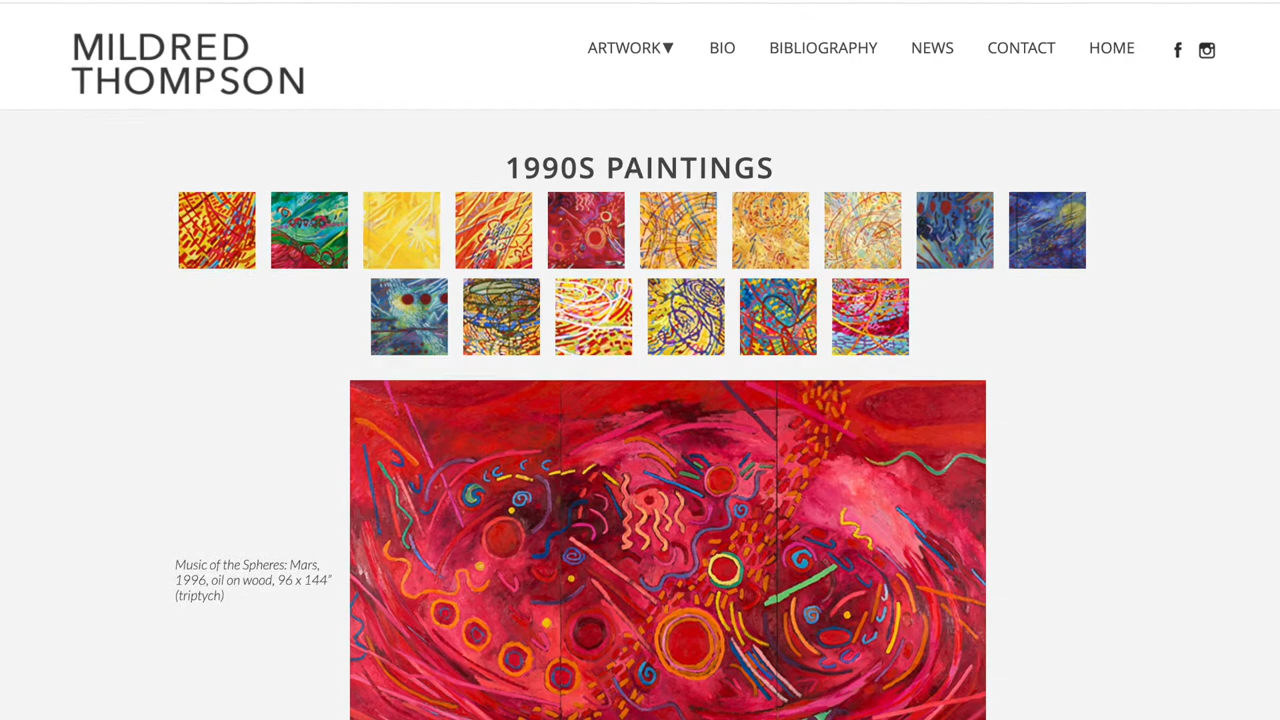 MILDRED
THOMPSON
ARTWORK▼ BIO BIBLIOGRAPHY NEWS CONTACT HOME
1990S PAINTINGS
Music of the Spheres: Mars,
1996, oil on wood, 96 x 144"
(triptych)